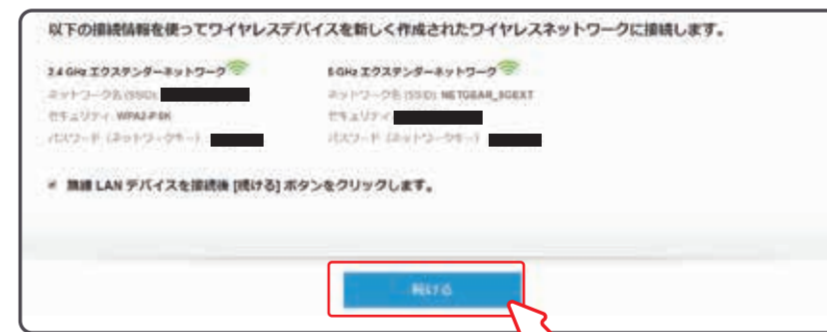 以下の接続情報を使ってワイヤレスデバイスを新しく作成されたワイヤレスネットワークに接続します。
2.4 GHz エクステンダーネットワーク
5 GHz エクステンダーネットワーク
ネットワーク名 (SSID):
ネットワーク名 (SSID): NETGEAR_5GEXT
セキュリティ: WPA2-PSK
セキュリティ:
パスワード (ネットワークキー):
パスワード (ネットワークキー):
無線 LAN デバイスを接続後 [続ける] ボタンをクリックします。
続ける